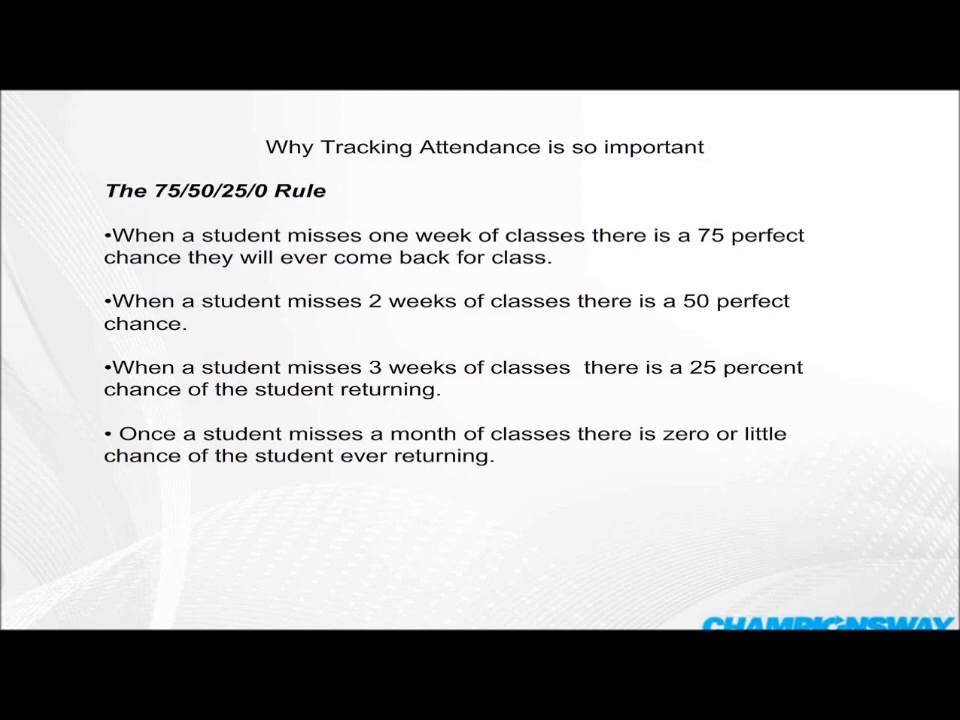 Why Tracking Attendance is so important
The 75/50/25/0 Rule
•When a student misses one week of classes there is a 75 perfect
chance they will ever come back for class.
•When a student misses 2 weeks of classes there is a 50 perfect
chance.
•When a student misses 3 weeks of classes  there is a 25 percent
chance of the student returning.
• Once a student misses a month of classes there is zero or little
chance of the student ever returning.
CHAMPIONSWAY